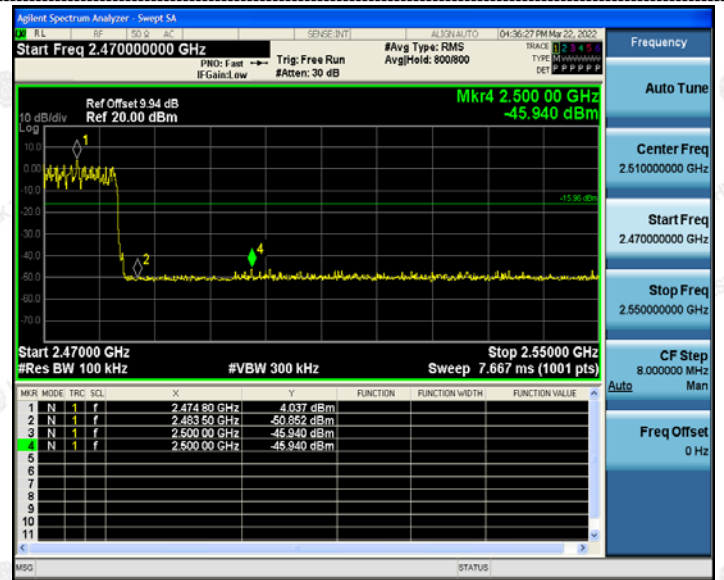 Agilent Spectrum Analyzer - Swept SA
RL RF 50 Ω AC SENSE:INT ALIGNAUTO 04:36:27 PM Mar 22, 2022
Start Freq 2.470000000 GHz
PNO: Fast
IFGain:Low
Trig: Free Run
#Atten: 30 dB
#Avg Type: RMS
Avg|Hold: 800/800
TRACE 1 2 3 4 5 6
TYPE M
DET P P P P P P
Frequency
Auto Tune
Center Freq
2.510000000 GHz
Start Freq
2.470000000 GHz
Stop Freq
2.550000000 GHz
CF Step
8.000000 MHz
Auto Man
Freq Offset
0 Hz
Mkr4 2.500 00 GHz
-45.940 dBm
Ref Offset 9.94 dB
10 dB/div Ref 20.00 dBm
Log
10.0
0.00
-10.0
-20.0
-30.0
-40.0
-50.0
-60.0
-70.0
1
2
4
-15.96 dBm
Start 2.47000 GHz Stop 2.55000 GHz
#Res BW 100 kHz #VBW 300 kHz Sweep 7.667 ms (1001 pts)
MKR MODE TRC SCL X Y FUNCTION FUNCTION WIDTH FUNCTION VALUE
1 N 1 f 2.474 80 GHz 4.037 dBm
2 N 1 f 2.483 50 GHz -50.852 dBm
3 N 1 f 2.500 00 GHz -45.940 dBm
4 N 1 f 2.500 00 GHz -45.940 dBm
5
6
7
8
9
10
11
MSG STATUS